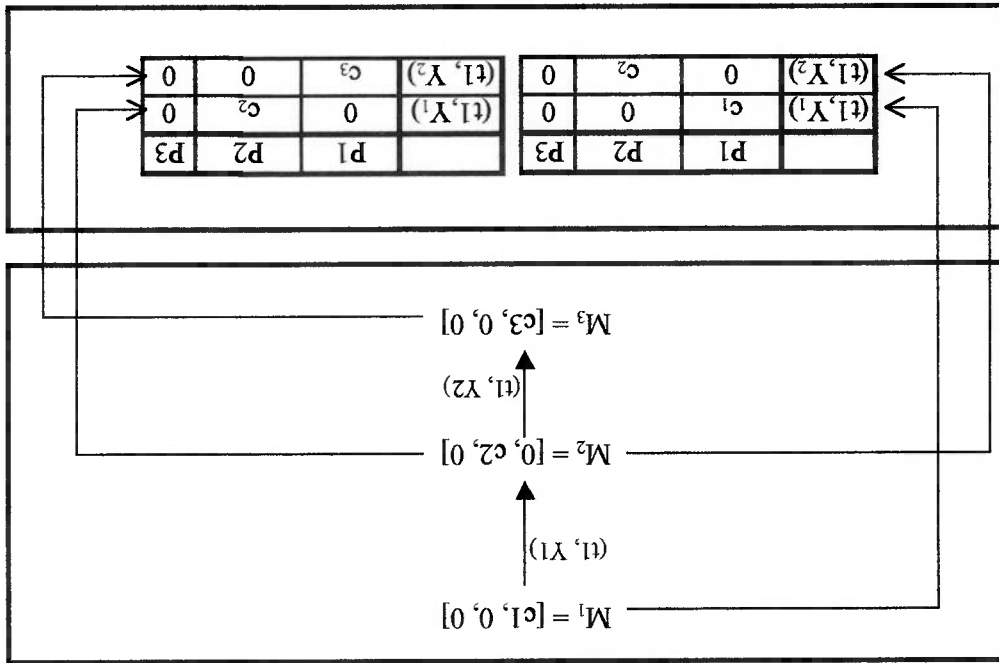 M₁ = [c1, 0, 0]
(t1, Y1)
M₂ = [0, c2, 0]
(t1, Y2)
M₃ = [c3, 0, 0]
P1 P2 P3
(t1,Y₁) c₁ 0 0
(t1, Y₂) 0 c₂ 0
P1 P2 P3
(t1,Y₁) 0 c₂ 0
(t1, Y₂) c₃ 0 0